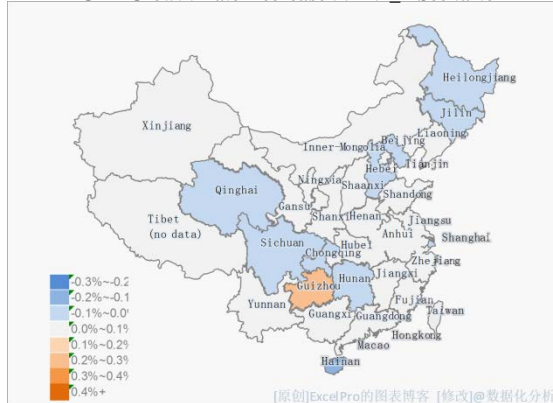 Heilongjiang
Jilin
Liaoning
Xinjiang
Inner-Mongolia
Beijing
Tianjin
Hebei
Ningxia
Shaanxi
Shandong
Qinghai
Gansu
Shanxi
Henan
Tibet
(no data)
Jiangsu
Anhui
Shanghai
Sichuan
Hubei
Chongqing
Zhejiang
Hunan
Jiangxi
Guizhou
Fujian
Yunnan
Guangxi
Guangdong
Taiwan
Hongkong
Macao
Hainan
-0.3%~-0.2
-0.2%~-0.1
-0.1%~0.0
0.0%~0.1%
0.1%~0.2%
0.2%~0.3%
0.3%~0.4%
0.4%+
[原创]ExcelPro的图表博客 [修改]@数据化分析